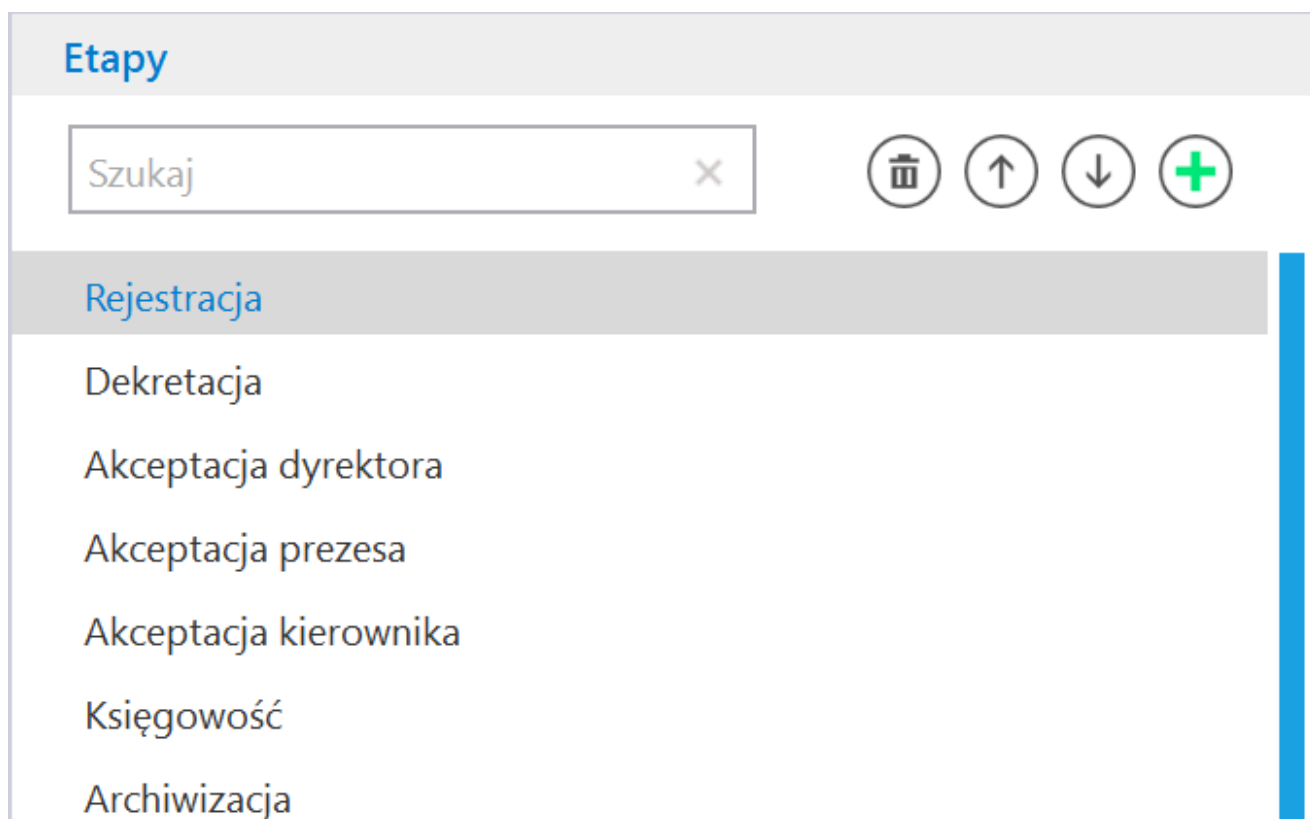 Etapy
Szukaj
Rejestracja
Dekretacja
Akceptacja dyrektora
Akceptacja prezesa
Akceptacja kierownika
Księgowość
Archiwizacja